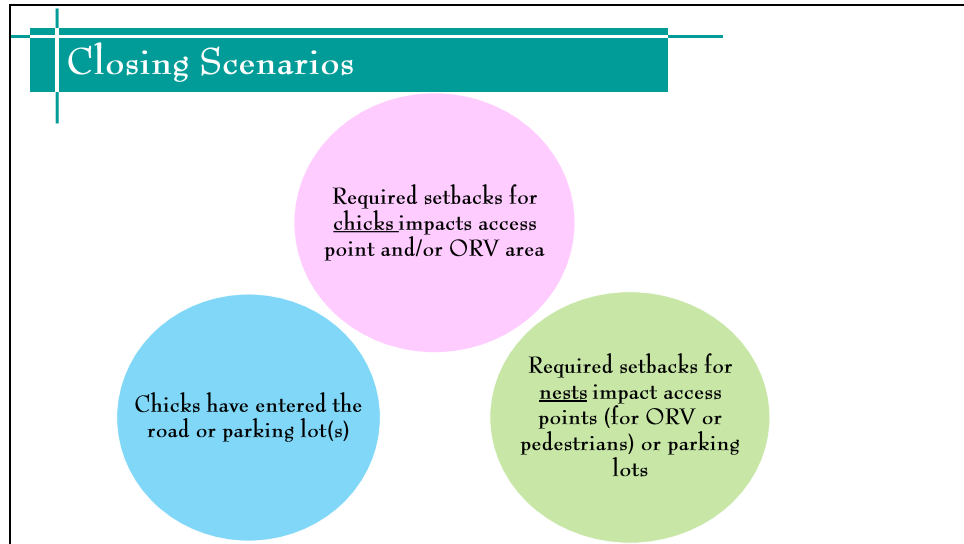 Closing Scenarios
Required setbacks for
chicks impacts access
point and/or ORV area
Chicks have entered the
road or parking lot(s)
Required setbacks for
nests impact access
points (for ORV or
pedestrians) or parking
lots